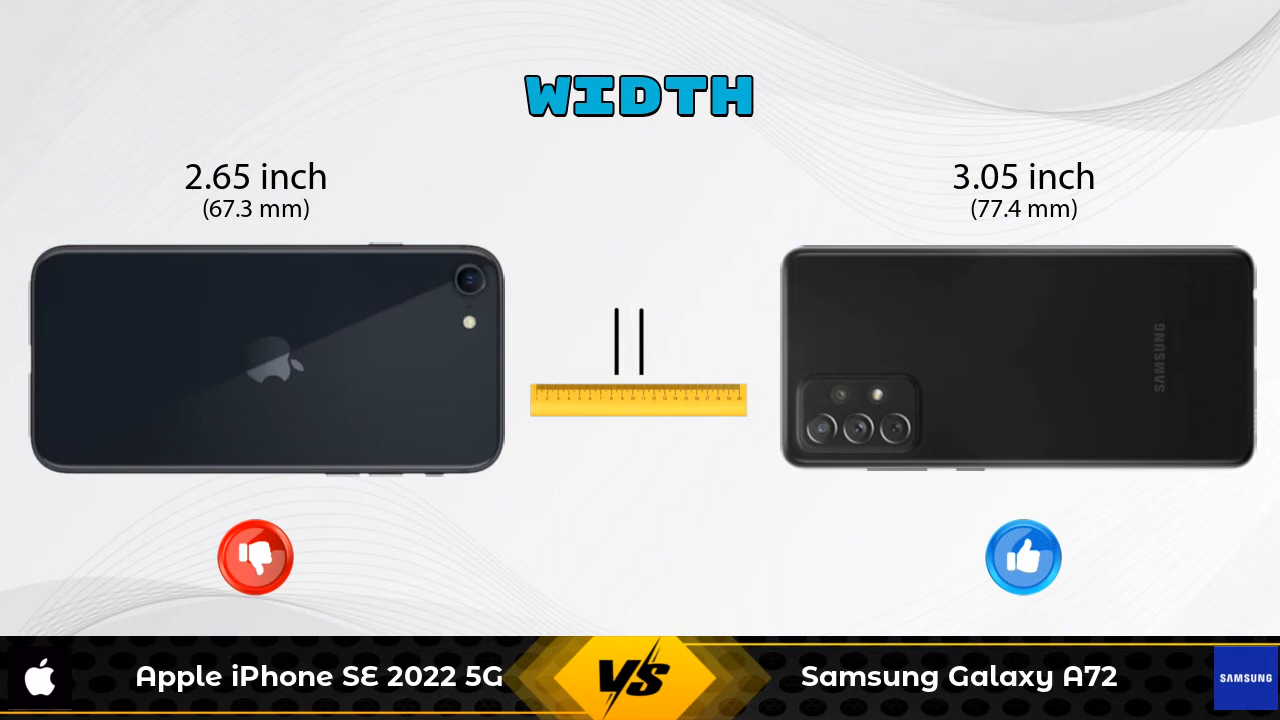 WIDTH
2.65 inch
(67.3 mm)
3.05 inch
(77.4 mm)
SAMSUNG
Apple iPhone SE 2022 5G
VS
Samsung Galaxy A72
SAMSUNG